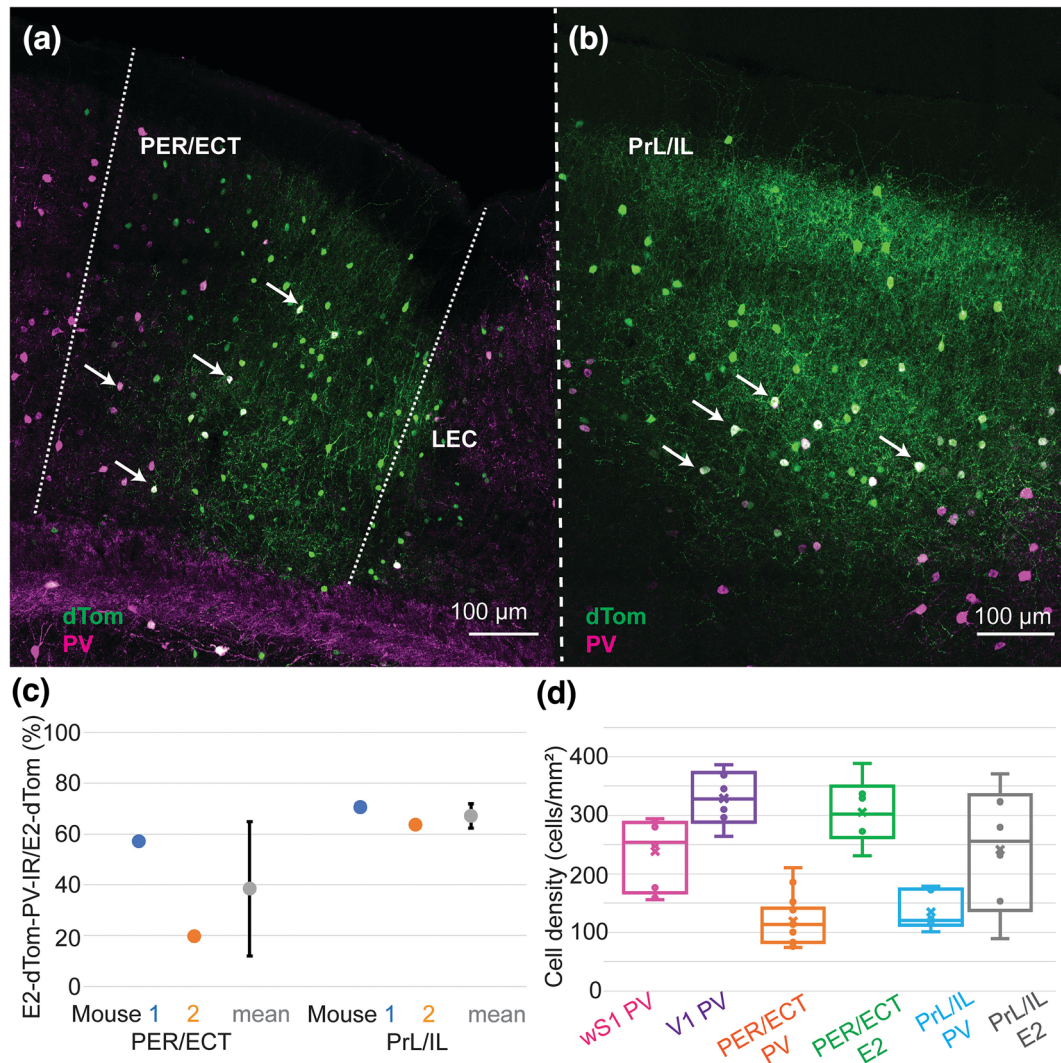 (a)
PER/ECT
LEC
dTom
PV
100 µm
(b)
PrL/IL
dTom
PV
100 µm
(c)
E2-dTom-PV-IR/E2-dTom (%)
100
80
60
40
20
0
Mouse 1 2 mean 1 2 mean
PER/ECT PrL/IL
(d)
Cell density (cells/mm²)
400
300
200
100
0
wS1 PV
V1 PV
PER/ECT
PV
PER/ECT
E2
PrL/IL
PV
PrL/IL
E2